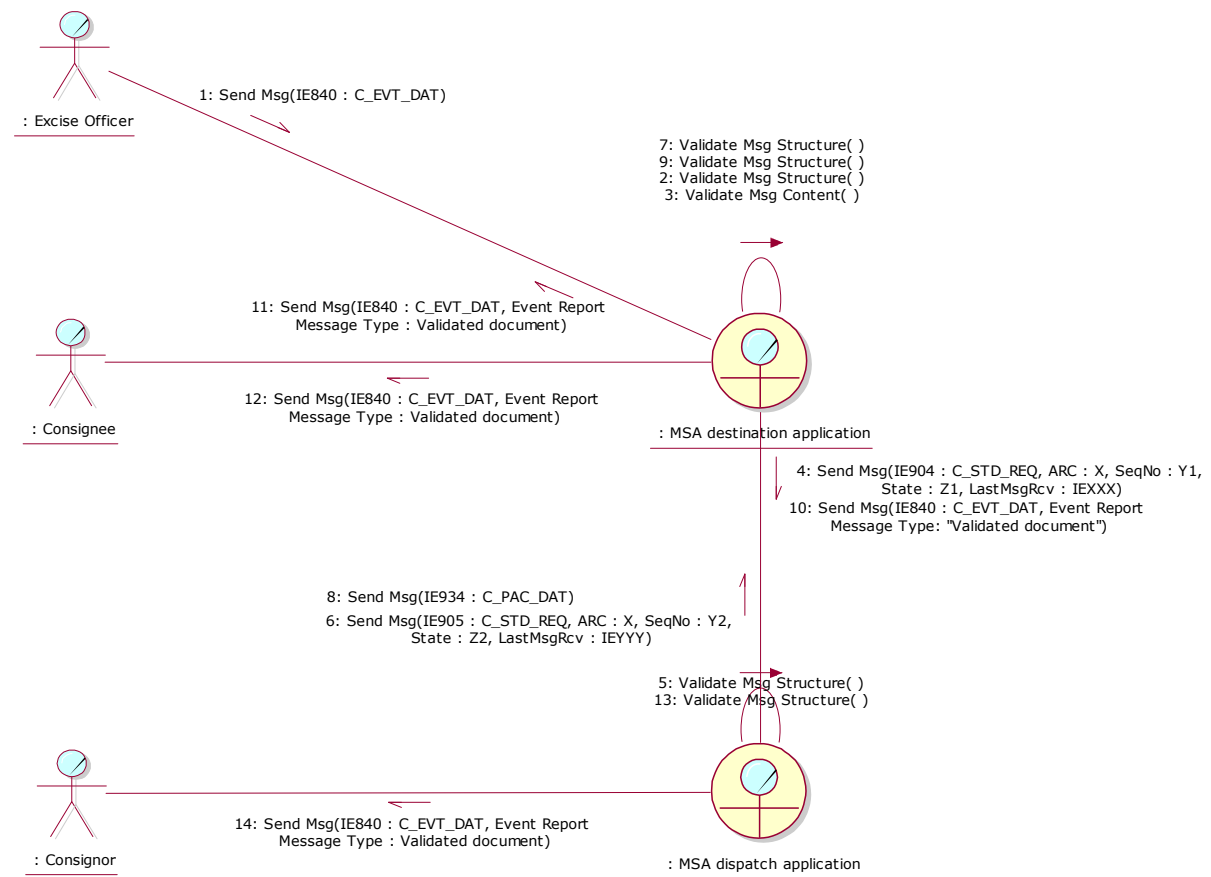 1: Send Msg(IE840 : C_EVT_DAT)
: Excise Officer
7: Validate Msg Structure( )
9: Validate Msg Structure( )
2: Validate Msg Structure( )
3: Validate Msg Content( )
11: Send Msg(IE840 : C_EVT_DAT, Event Report
Message Type : Validated document)
12: Send Msg(IE840 : C_EVT_DAT, Event Report
Message Type : Validated document)
: Consignee
: MSA destination application
4: Send Msg(IE904 : C_STD_REQ, ARC : X, SeqNo : Y1,
State : Z1, LastMsgRcv : IEXXX)
10: Send Msg(IE840 : C_EVT_DAT, Event Report
Message Type: "Validated document")
8: Send Msg(IE934 : C_PAC_DAT)
6: Send Msg(IE905 : C_STD_REQ, ARC : X, SeqNo : Y2,
State : Z2, LastMsgRcv : IEYYY)
5: Validate Msg Structure( )
13: Validate Msg Structure( )
14: Send Msg(IE840 : C_EVT_DAT, Event Report
Message Type : Validated document)
: Consignor
: MSA dispatch application